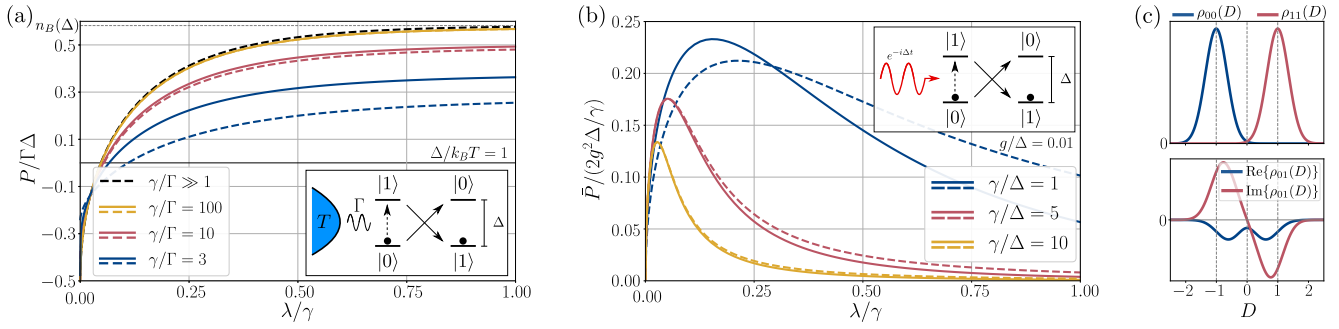 (a)
n_B(Δ)
0.5
0.3
0.1
−0.1
−0.3
−0.5
P/ΓΔ
Δ/k_BT = 1
γ/Γ ≫ 1
γ/Γ = 100
γ/Γ = 10
γ/Γ = 3
T
Γ
|1⟩ |0⟩
Δ
|0⟩ |1⟩
0.00 0.25 0.50 0.75 1.00
λ/γ
(b)
0.25
0.20
0.15
0.10
0.05
0.00
P̄/(2g²Δ/γ)
|1⟩ |0⟩
e^{−iΔt}
Δ
|0⟩ |1⟩
g/Δ = 0.01
γ/Δ = 1
γ/Δ = 5
γ/Δ = 10
0.00 0.25 0.50 0.75 1.00
λ/γ
(c)
ρ₀₀(D) ρ₁₁(D)
0
Re{ρ₀₁(D)}
Im{ρ₀₁(D)}
0
−2 −1 0 1 2
D